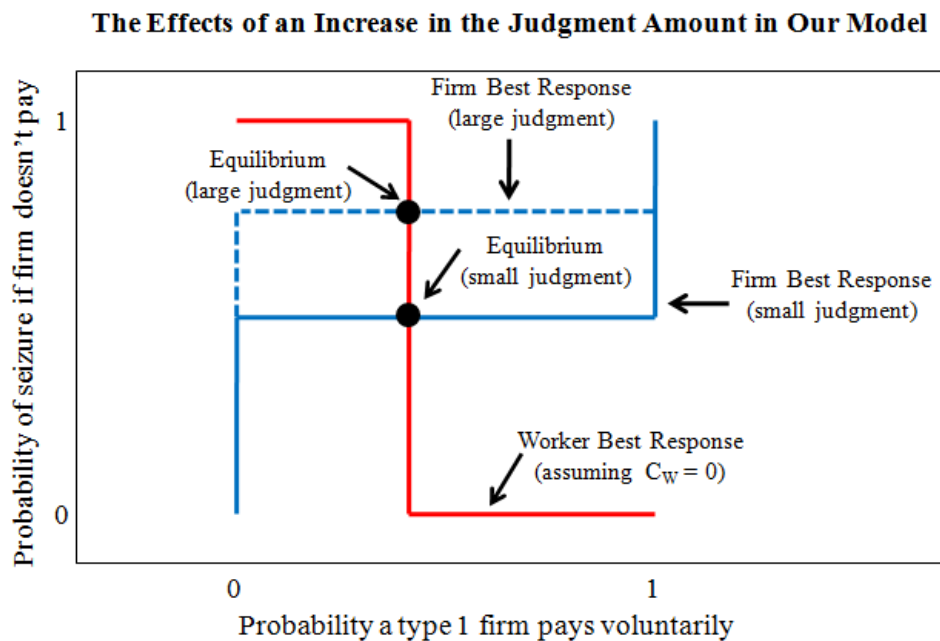 The Effects of an Increase in the Judgment Amount in Our Model
Firm Best Response
(large judgment)
1
Equilibrium
(large judgment)
Equilibrium
(small judgment)
Firm Best Response
(small judgment)
Worker Best Response
(assuming C_W = 0)
0
Probability of seizure if firm doesn't pay
0
1
Probability a type 1 firm pays voluntarily